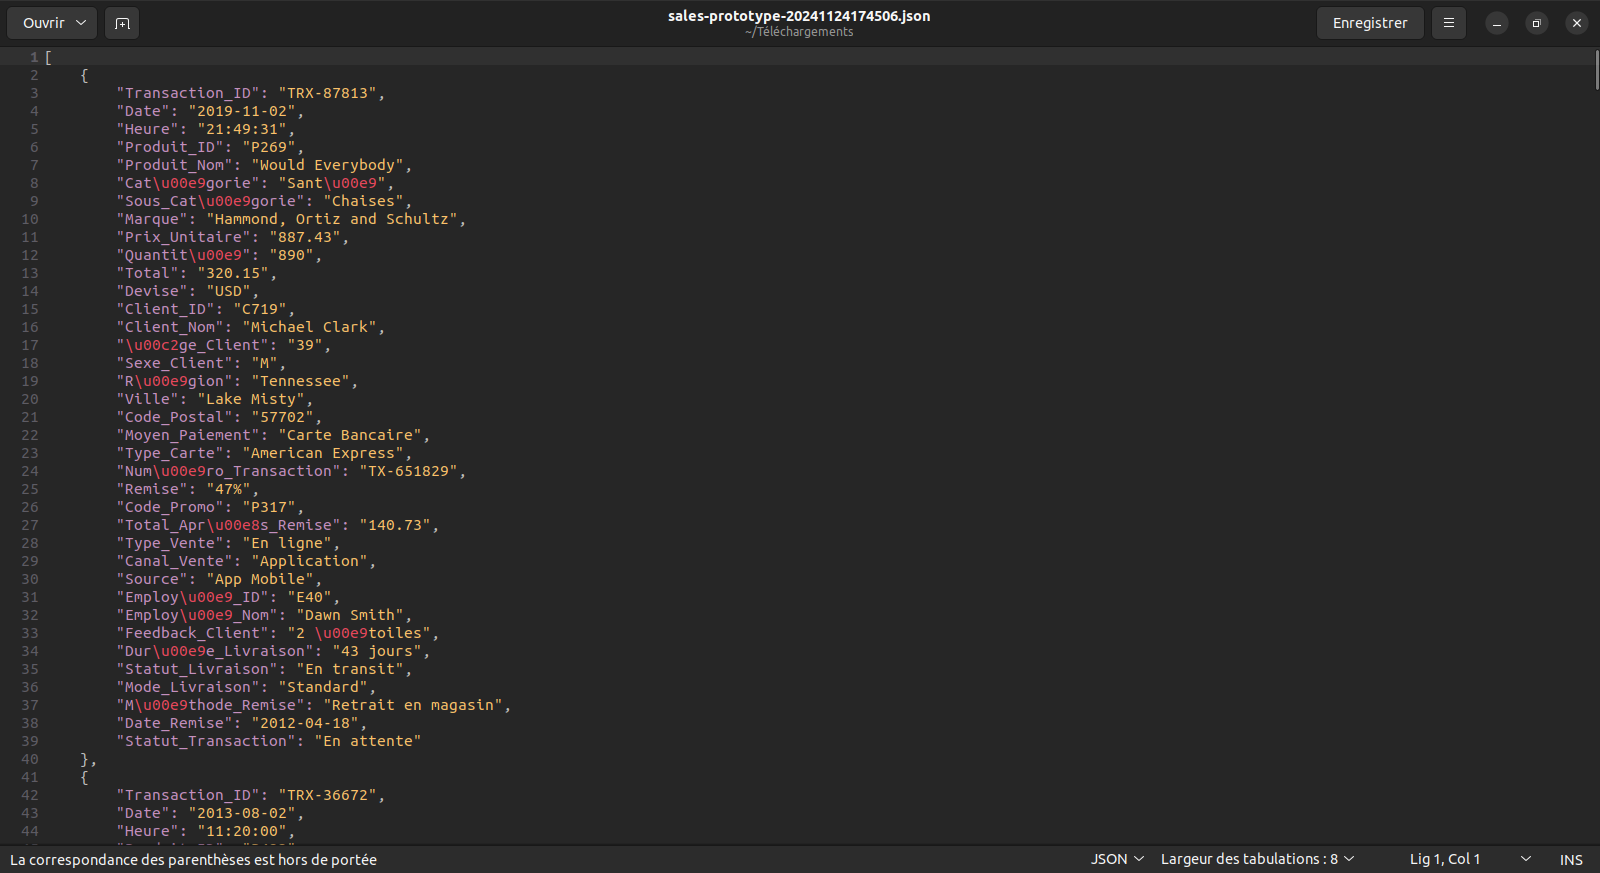 Ouvrir
sales-prototype-20241124174506.json
~/Téléchargements
Enregistrer
1 [
2     {
3         "Transaction_ID": "TRX-87813",
4         "Date": "2019-11-02",
5         "Heure": "21:49:31",
6         "Produit_ID": "P269",
7         "Produit_Nom": "Would Everybody",
8         "Cat\u00e9gorie": "Sant\u00e9",
9         "Sous_Cat\u00e9gorie": "Chaises",
10         "Marque": "Hammond, Ortiz and Schultz",
11         "Prix_Unitaire": "887.43",
12         "Quantit\u00e9": "890",
13         "Total": "320.15",
14         "Devise": "USD",
15         "Client_ID": "C719",
16         "Client_Nom": "Michael Clark",
17         "\u00c2ge_Client": "39",
18         "Sexe_Client": "M",
19         "R\u00e9gion": "Tennessee",
20         "Ville": "Lake Misty",
21         "Code_Postal": "57702",
22         "Moyen_Paiement": "Carte Bancaire",
23         "Type_Carte": "American Express",
24         "Num\u00e9ro_Transaction": "TX-651829",
25         "Remise": "47%",
26         "Code_Promo": "P317",
27         "Total_Apr\u00e8s_Remise": "140.73",
28         "Type_Vente": "En ligne",
29         "Canal_Vente": "Application",
30         "Source": "App Mobile",
31         "Employ\u00e9_ID": "E40",
32         "Employ\u00e9_Nom": "Dawn Smith",
33         "Feedback_Client": "2 \u00e9toiles",
34         "Dur\u00e9e_Livraison": "43 jours",
35         "Statut_Livraison": "En transit",
36         "Mode_Livraison": "Standard",
37         "M\u00e9thode_Remise": "Retrait en magasin",
38         "Date_Remise": "2012-04-18",
39         "Statut_Transaction": "En attente"
40     },
41     {
42         "Transaction_ID": "TRX-36672",
43         "Date": "2013-08-02",
44         "Heure": "11:20:00",
La correspondance des parenthèses est hors de portée
JSON
Largeur des tabulations : 8
Lig 1, Col 1
INS